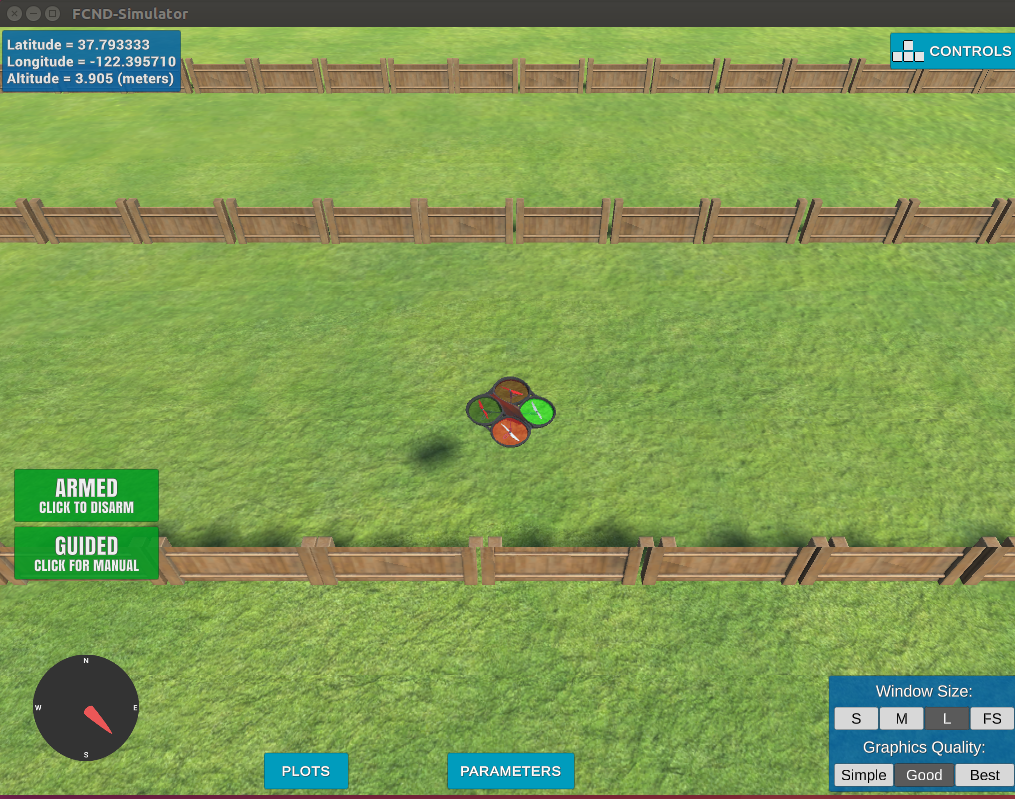 FCND-Simulator
Latitude = 37.793333
Longitude = -122.395710
Altitude = 3.905 (meters)
CONTROLS
ARMED
CLICK TO DISARM
GUIDED
CLICK FOR MANUAL
N
W
E
S
PLOTS
PARAMETERS
Window Size:
S M L FS
Graphics Quality:
Simple Good Best